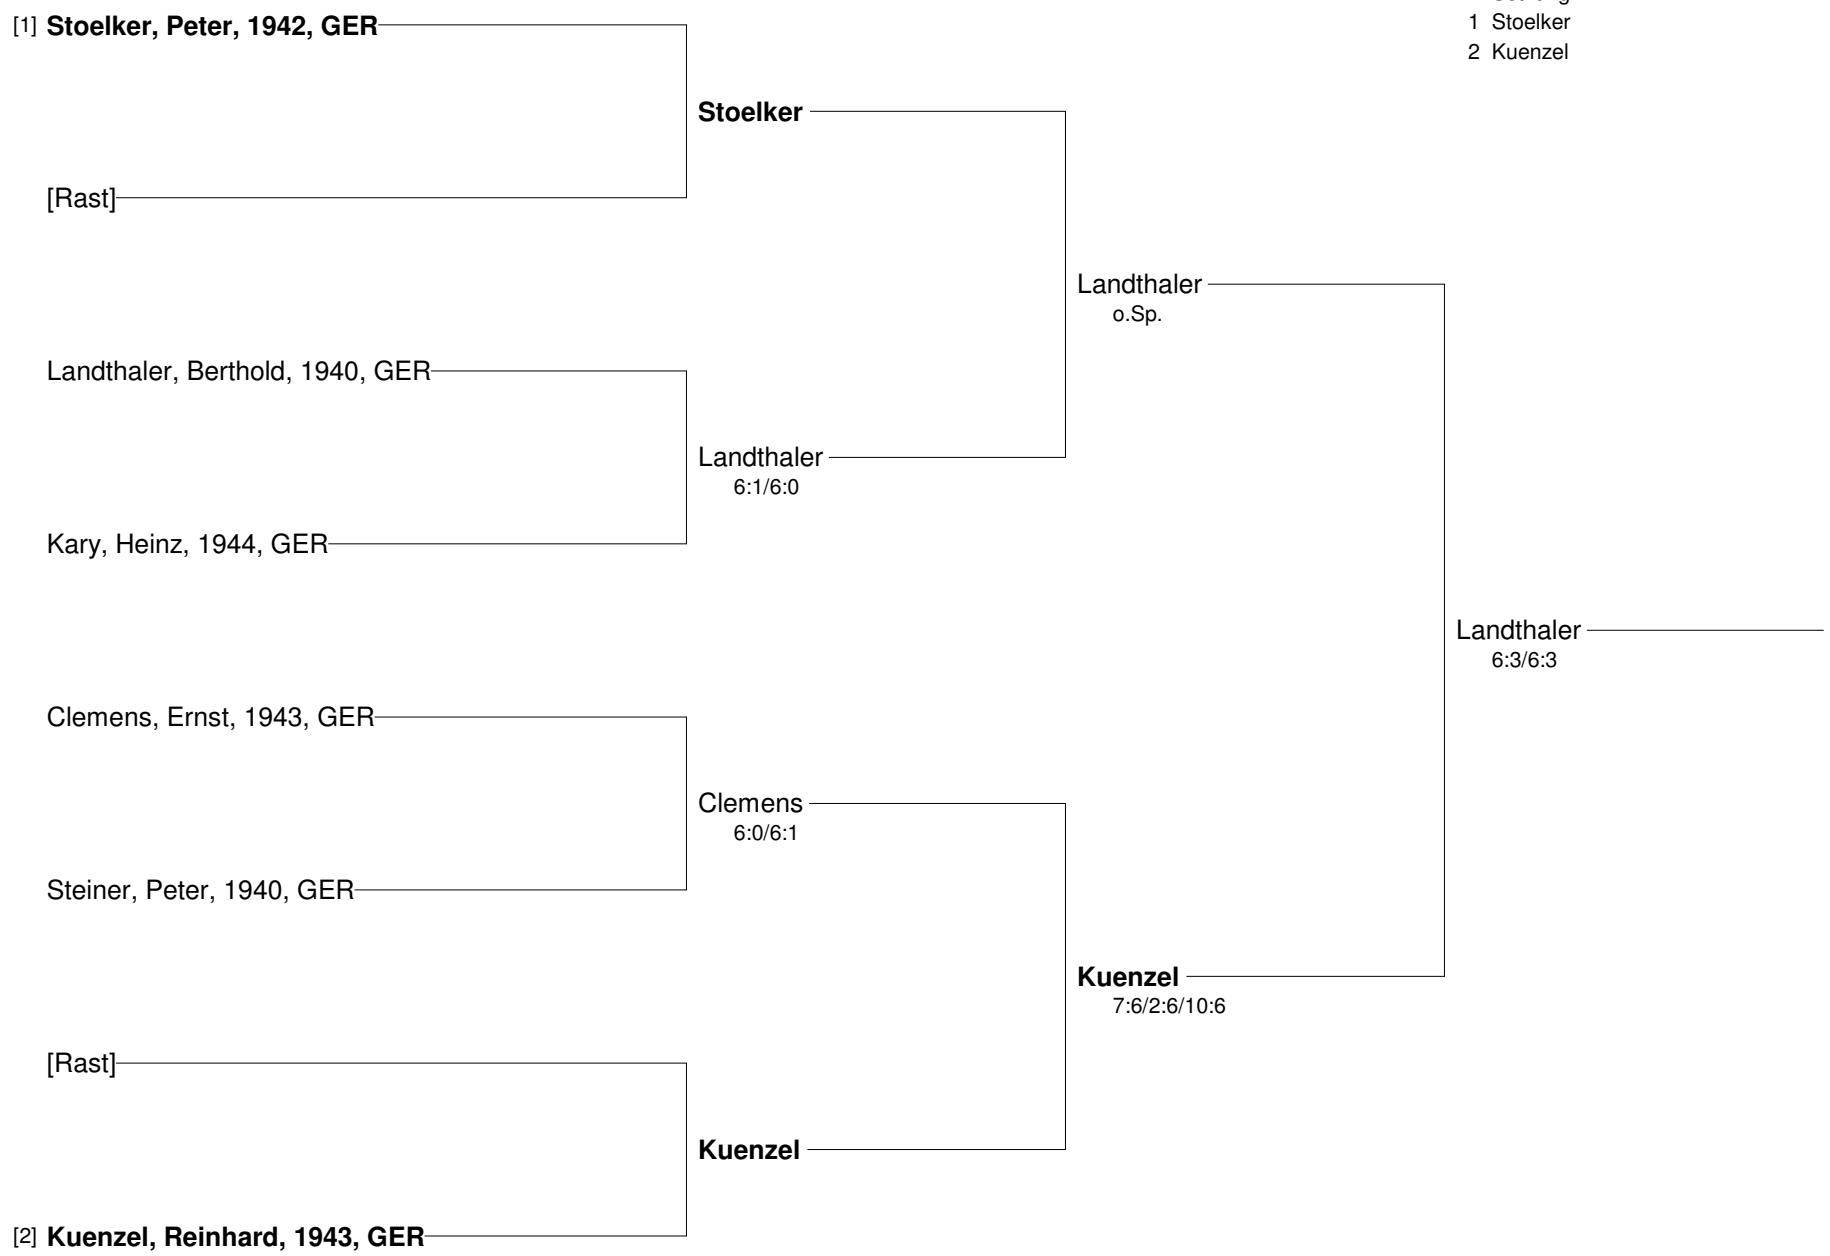 [1] Stoelker, Peter, 1942, GER
1 Stoelker
2 Kuenzel
Stoelker
[Rast]
Landthaler
o.Sp.
Landthaler, Berthold, 1940, GER
Landthaler
6:1/6:0
Kary, Heinz, 1944, GER
Landthaler
6:3/6:3
Clemens, Ernst, 1943, GER
Clemens
6:0/6:1
Steiner, Peter, 1940, GER
Kuenzel
7:6/2:6/10:6
[Rast]
Kuenzel
[2] Kuenzel, Reinhard, 1943, GER